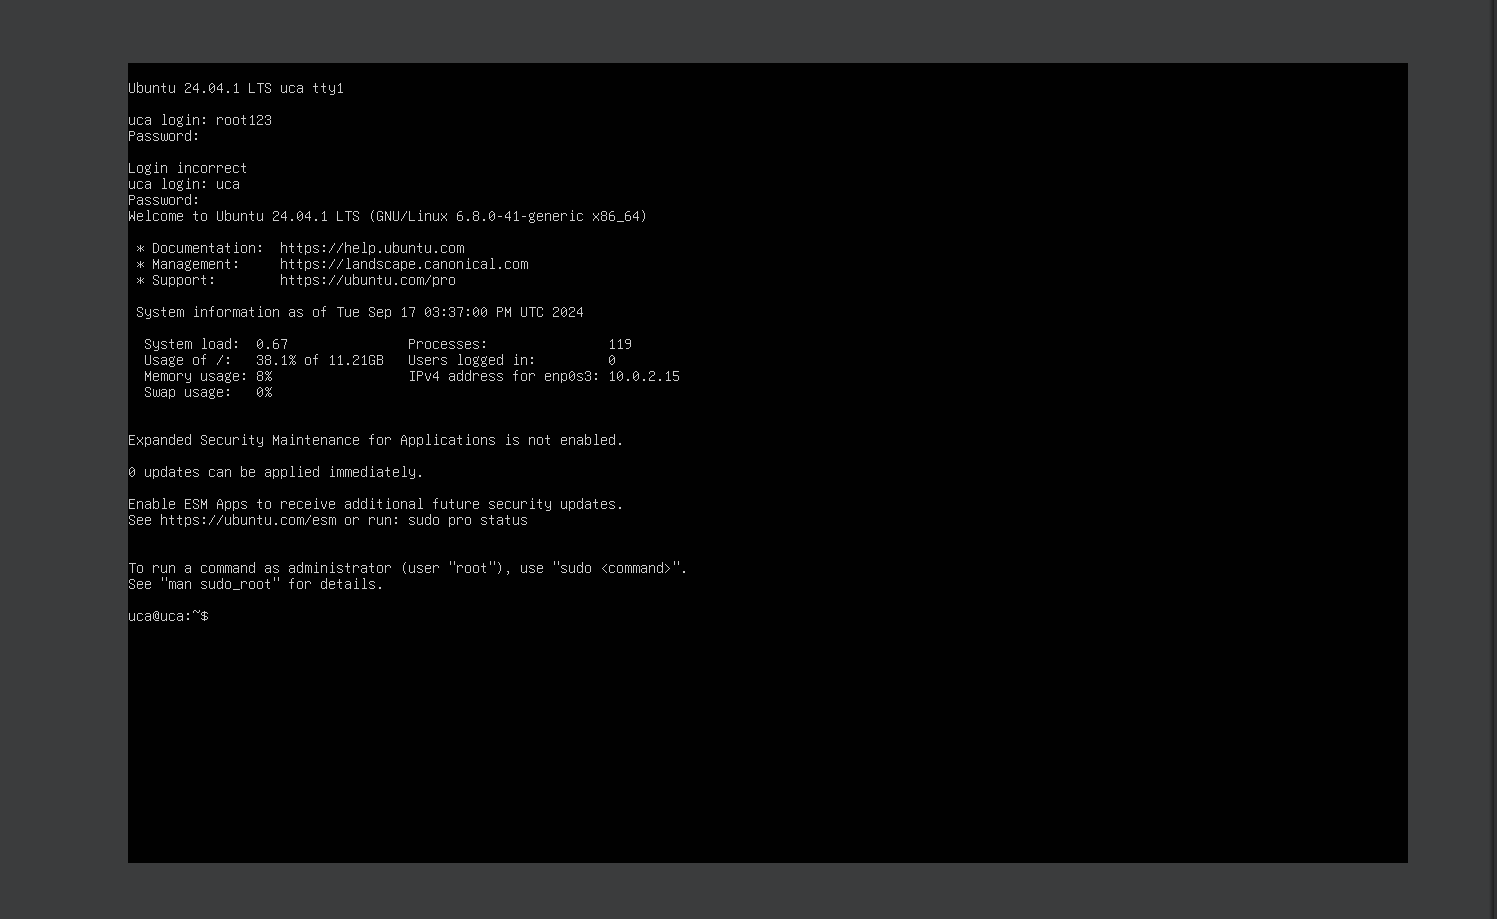 Ubuntu 24.04.1 LTS uca tty1
uca login: root123
Password:
Login incorrect
uca login: uca
Password:
Welcome to Ubuntu 24.04.1 LTS (GNU/Linux 6.8.0-41-generic x86_64)
* Documentation:  https://help.ubuntu.com
* Management:     https://landscape.canonical.com
* Support:        https://ubuntu.com/pro
System information as of Tue Sep 17 03:37:00 PM UTC 2024
System load:  0.67               Processes:               119
Usage of /:   38.1% of 11.21GB   Users logged in:         0
Memory usage: 8%                 IPv4 address for enp0s3: 10.0.2.15
Swap usage:   0%
Expanded Security Maintenance for Applications is not enabled.
0 updates can be applied immediately.
Enable ESM Apps to receive additional future security updates.
See https://ubuntu.com/esm or run: sudo pro status
To run a command as administrator (user "root"), use "sudo <command>".
See "man sudo_root" for details.
uca@uca:~$